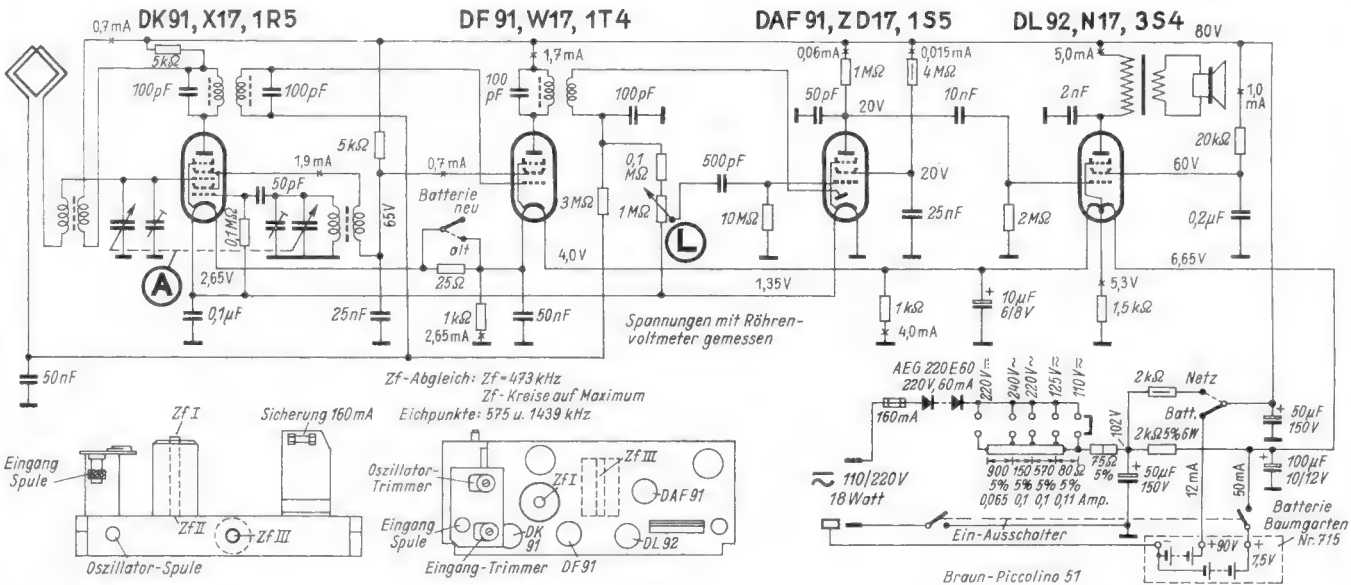 DK91, X17, 1R5
DF91, W17, 1T4
DAF91, ZD17, 1S5
DL92, N17, 3S4
80V
0,7mA
5kΩ
100pF
100pF
1,7mA
100 pF
100pF
0,06mA
1MΩ
0,015mA
4MΩ
5,0mA
50pF
20V
10nF
2nF
1,0 mA
20kΩ
60V
5kΩ
0,7mA
1,9mA
50pF
0,1MΩ
65V
Batterie neu
alt
25Ω
3MΩ
0,1 MΩ
1MΩ
L
500pF
10MΩ
20V
25nF
2MΩ
0,2µF
A
2,65V
4,0V
1,35V
6,65V
5,3V
1,5kΩ
0,1µF
25nF
1kΩ
2,65mA
50nF
Spannungen mit Röhren-
voltmeter gemessen
1kΩ
4,0mA
10µF
6/8V
50nF
Zf-Abgleich: Zf=473kHz
Zf-Kreise auf Maximum
Eichpunkte: 575 u. 1439 kHz
AEG 220E60
220V, 60mA
160mA
220V=
240V~
220V~
125V≂
110V≂
2kΩ
Netz
Batt.
102V
2kΩ5%6W
50µF
150V
900 150 570 80Ω
5% 5% 5% 5%
0,065 0,1 0,1 0,11 Amp.
75Ω
5%
50µF
150V
12mA
50mA
100µF
10/12V
110/220V
18Watt
Ein-Ausschalter
Batterie
Baumgarten
Nr.715
+90V
+
7,5V
Braun-Piccolino 51
Zf I
Sicherung 160mA
Eingang
Spule
Zf II
Zf III
Oszillator-Spule
Oszillator-
Trimmer
Zf I
Zf III
DAF91
Eingang
Spule
DK
91
DL92
Eingang-Trimmer
DF91